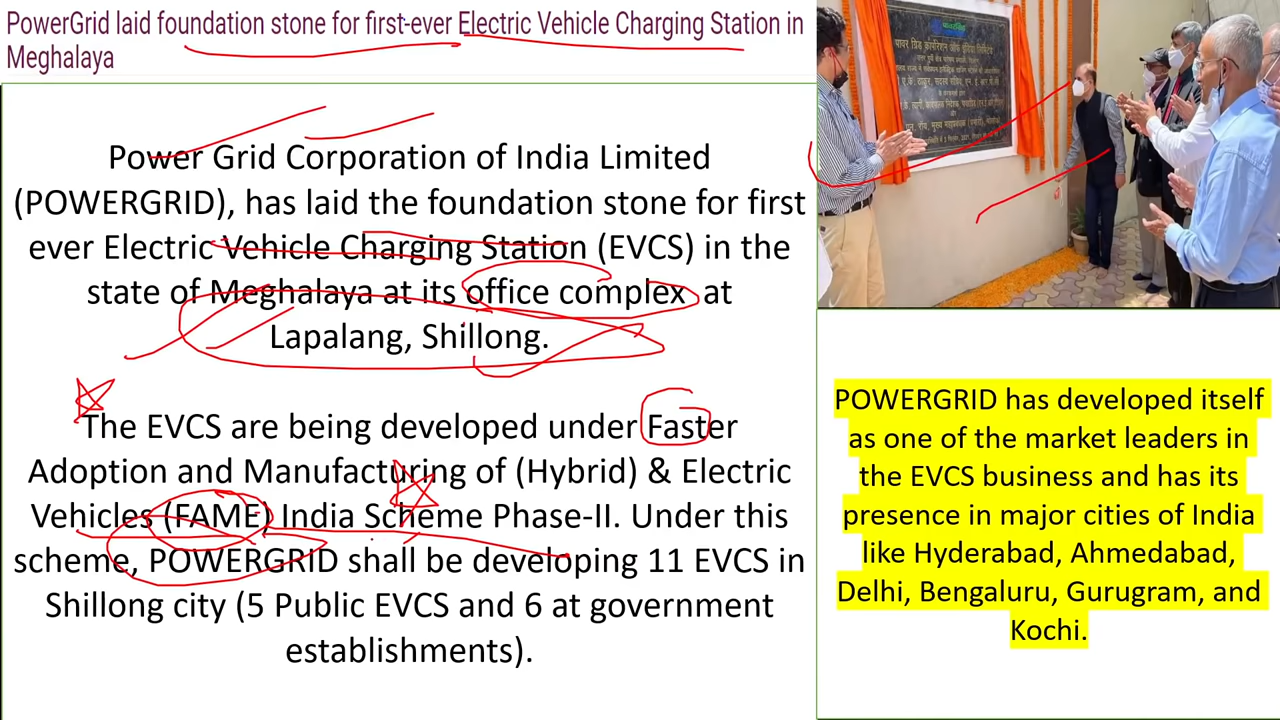 PowerGrid laid foundation stone for first-ever Electric Vehicle Charging Station in
Meghalaya
Power Grid Corporation of India Limited
(POWERGRID), has laid the foundation stone for first
ever Electric Vehicle Charging Station (EVCS) in the
state of Meghalaya at its office complex at
Lapalang, Shillong.
The EVCS are being developed under Faster
Adoption and Manufacturing of (Hybrid) & Electric
Vehicles (FAME) India Scheme Phase-II. Under this
scheme, POWERGRID shall be developing 11 EVCS in
Shillong city (5 Public EVCS and 6 at government
establishments).
पावरग्रिड
पावर ग्रिड कार्पोरेशन ऑफ इंडिया लिमिटेड
POWERGRID has developed itself
as one of the market leaders in
the EVCS business and has its
presence in major cities of India
like Hyderabad, Ahmedabad,
Delhi, Bengaluru, Gurugram, and
Kochi.